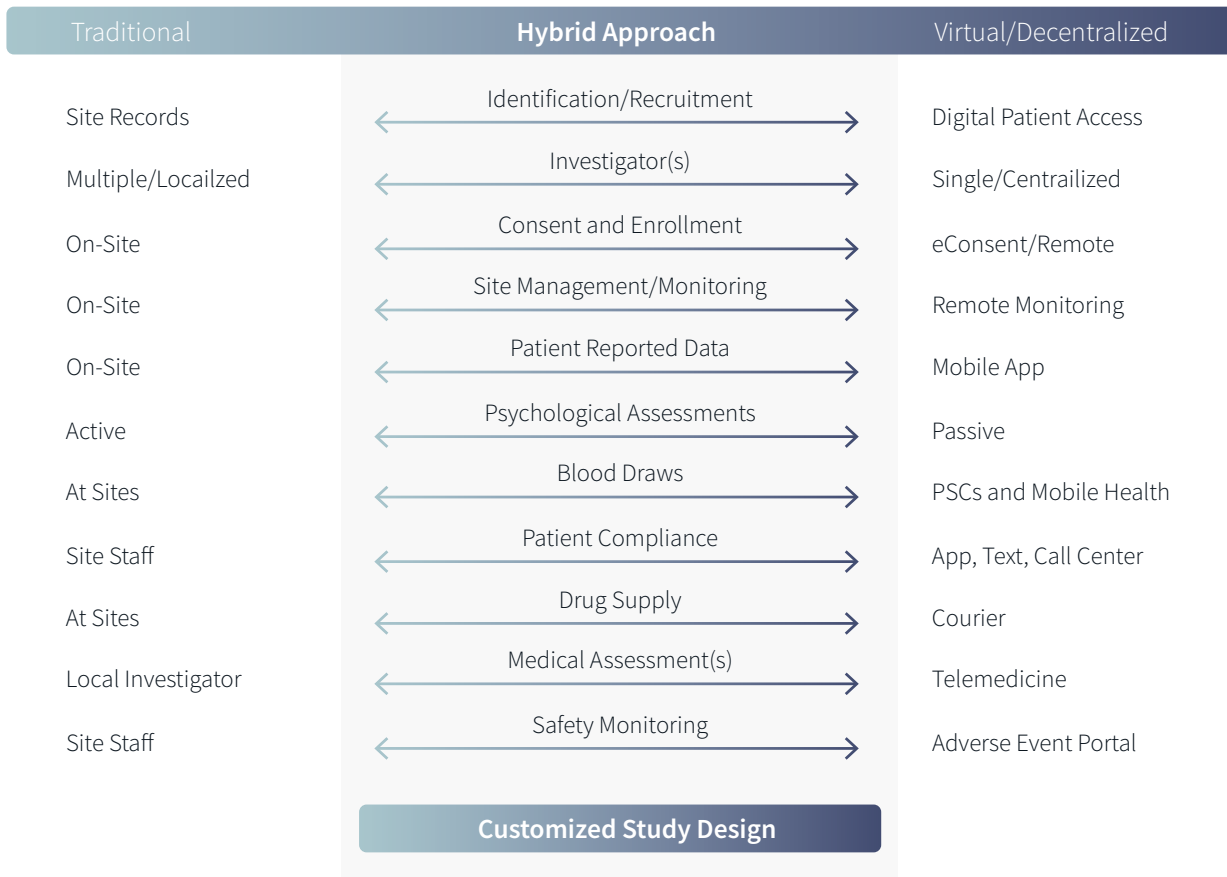 Traditional
Hybrid Approach
Virtual/Decentralized
Identification/Recruitment
Site Records
Digital Patient Access
Investigator(s)
Multiple/Locailzed
Single/Centrailized
Consent and Enrollment
On-Site
eConsent/Remote
Site Management/Monitoring
On-Site
Remote Monitoring
Patient Reported Data
On-Site
Mobile App
Psychological Assessments
Active
Passive
Blood Draws
At Sites
PSCs and Mobile Health
Patient Compliance
Site Staff
App, Text, Call Center
Drug Supply
At Sites
Courier
Medical Assessment(s)
Local Investigator
Telemedicine
Safety Monitoring
Site Staff
Adverse Event Portal
Customized Study Design